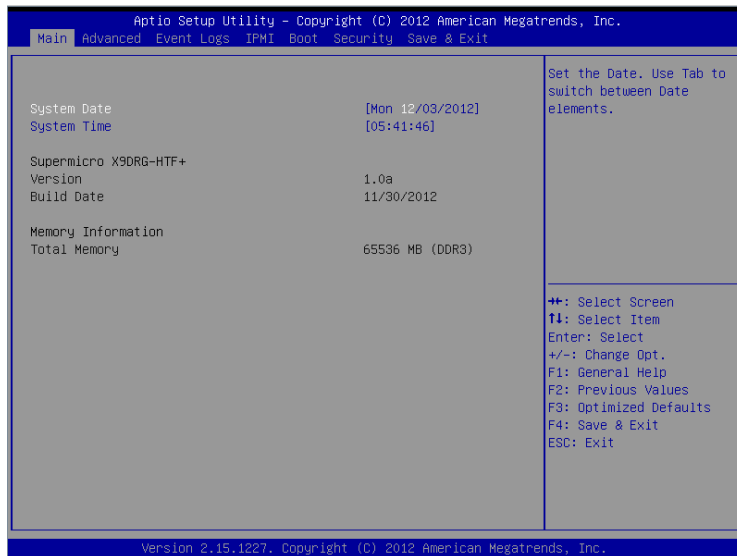 Aptio Setup Utility – Copyright (C) 2012 American Megatrends, Inc.
Main Advanced Event Logs IPMI Boot Security Save & Exit
System Date [Mon 12/03/2012]
System Time [05:41:46]
Supermicro X9DRG-HTF+
Version 1.0a
Build Date 11/30/2012
Memory Information
Total Memory 65536 MB (DDR3)
Set the Date. Use Tab to
switch between Date
elements.
→←: Select Screen
↑↓: Select Item
Enter: Select
+/-: Change Opt.
F1: General Help
F2: Previous Values
F3: Optimized Defaults
F4: Save & Exit
ESC: Exit
Version 2.15.1227. Copyright (C) 2012 American Megatrends, Inc.